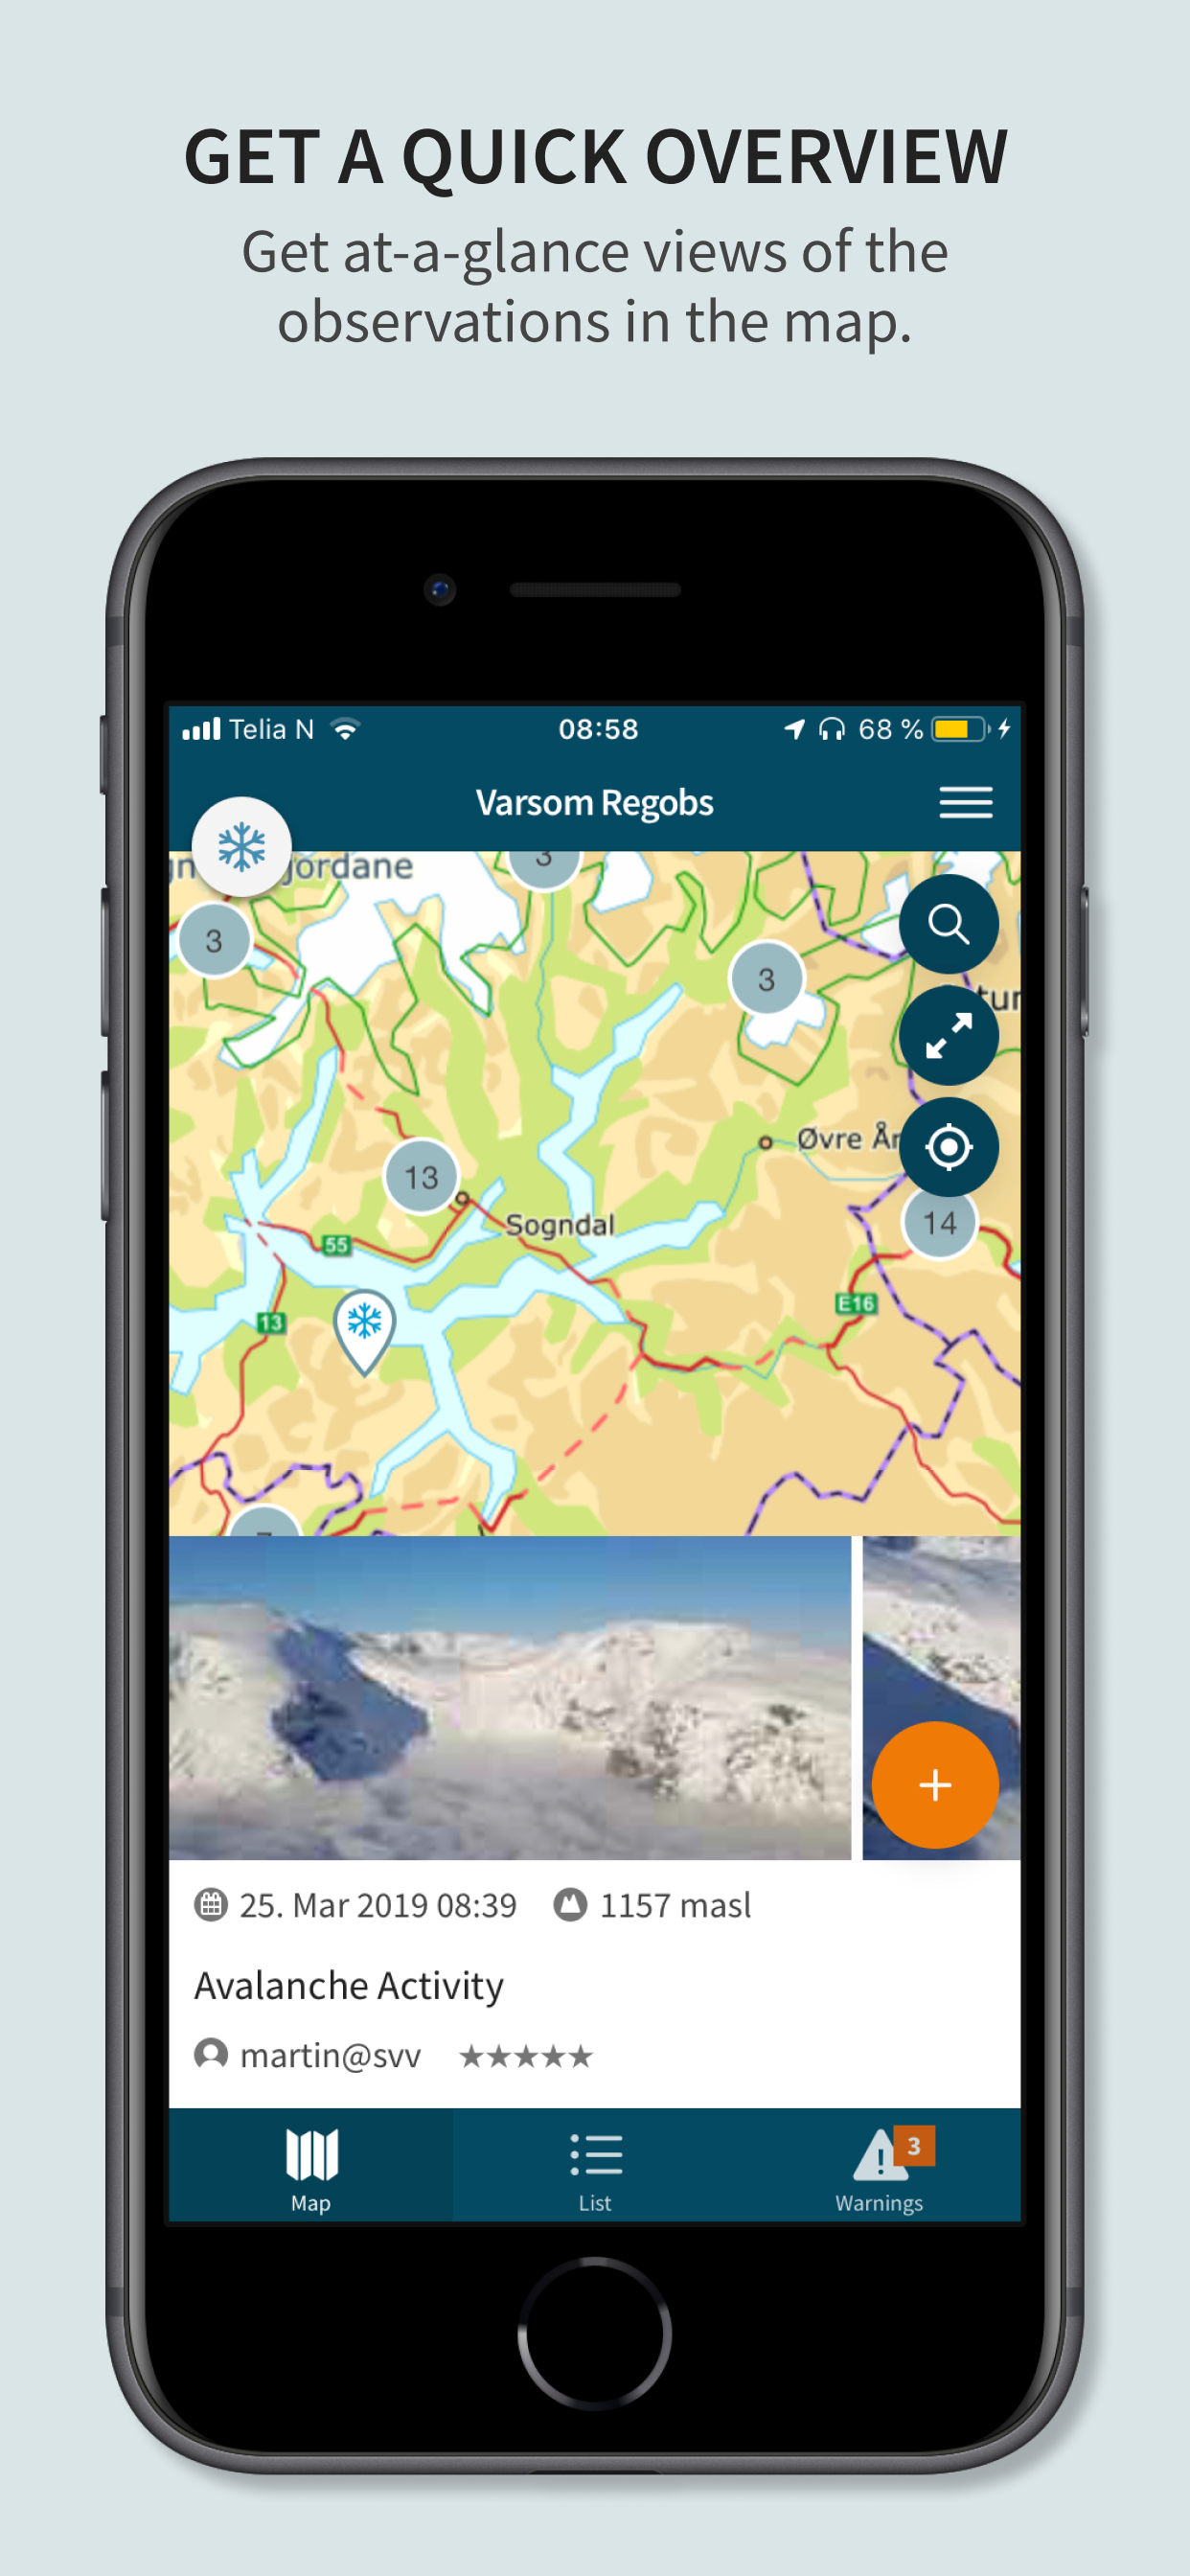 GET A QUICK OVERVIEW
Get at-a-glance views of the
observations in the map.
Telia N 08:58 68 %
Varsom Regobs
jordane
3
3
3
tur
Øvre År
13
14
Sogndal
55
E16
13
25. Mar 2019 08:39 1157 masl
Avalanche Activity
martin@svv ★★★★★
3
Map List Warnings